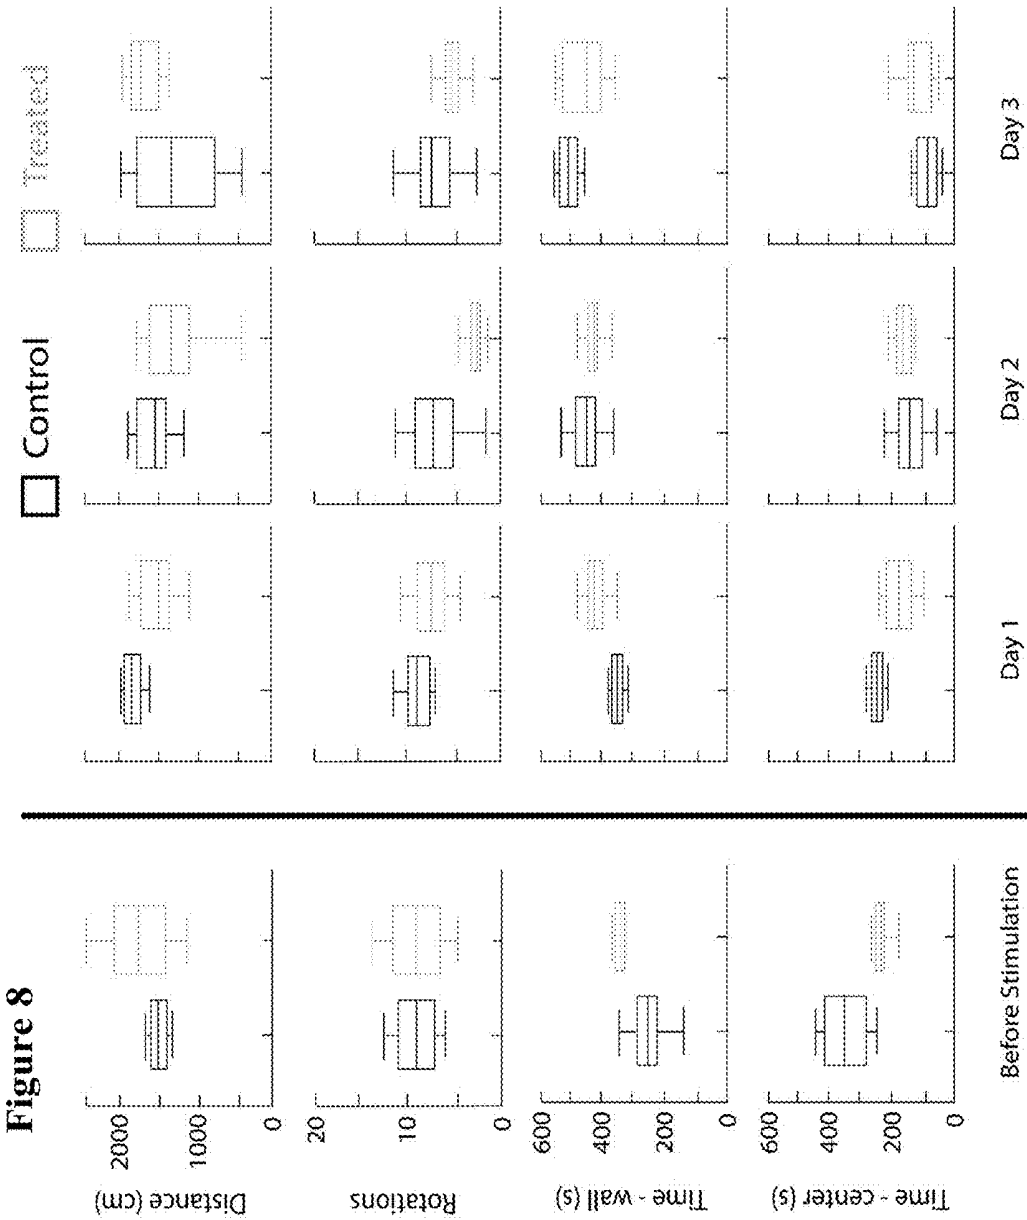 Figure 8
Control
Treated
Distance (cm)
2000
1000
Rotations
20
10
0
Time - wall (s)
600
400
200
0
Time - center (s)
600
400
200
0
Before Stimulation
Day 1
Day 2
Day 3